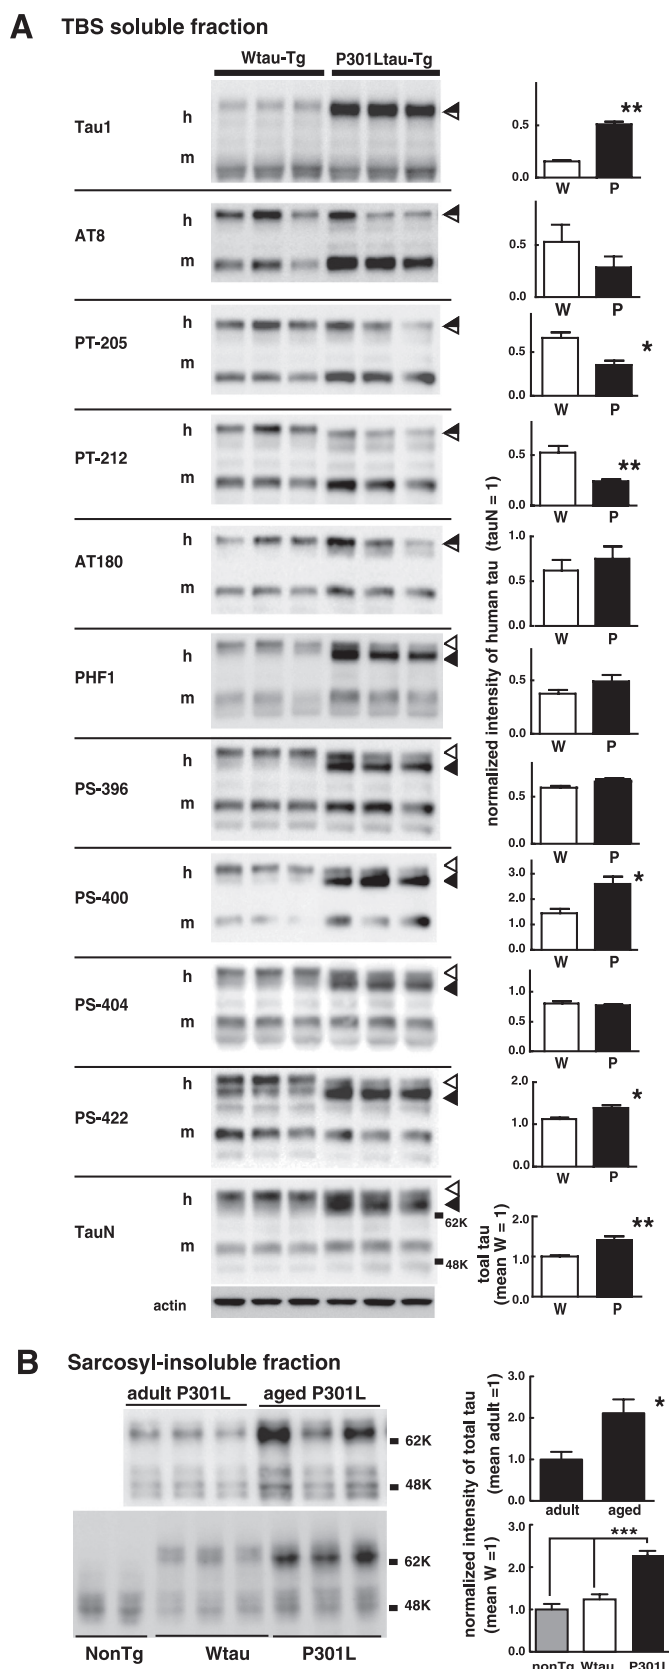 A TBS soluble fraction
Wtau-Tg P301Ltau-Tg
Tau1 h m
0.5
0.0
**
W P
AT8 h m
0.5
0.0
W P
PT-205 h m
0.5
0.0
*
W P
PT-212 h m
0.5
0.0
**
W P
AT180 h m
1.0
0.5
0.0
W P
PHF1 h m
0.5
0.0
W P
PS-396 h m
0.5
0.0
W P
PS-400 h m
3.0
2.0
1.0
0.0
*
W P
PS-404 h m
1.0
0.5
0.0
W P
PS-422 h m
2.0
1.0
0.0
*
W P
TauN h m
62K
48K
2.0
1.0
0.0
**
W P
actin
normalized intensity of human tau (tauN = 1)
toal tau
(mean W = 1)
B Sarcosyl-insoluble fraction
adult P301L aged P301L
62K
48K
62K
48K
NonTg Wtau P301L
normalized intensity of total tau
(mean adult =1)
(mean W =1)
3.0
2.0
1.0
0.0
*
adult aged
3.0
2.0
1.0
0.0
***
nonTg Wtau P301L